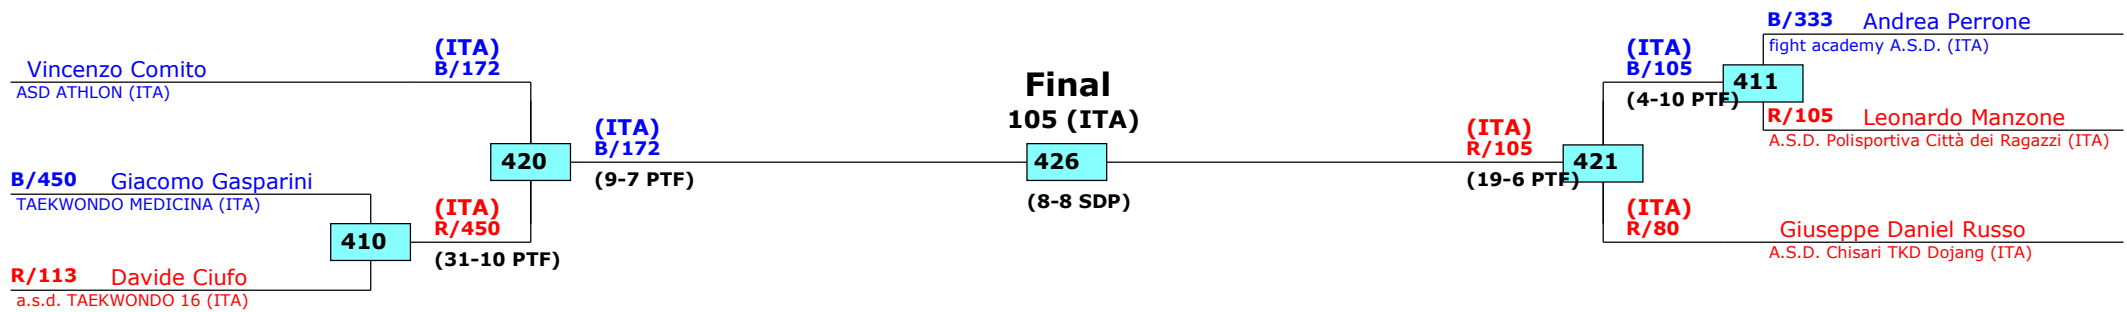 (ITA)
Vincenzo Comito B/172
ASD ATHLON (ITA)
420
B/450 Giacomo Gasparini
TAEKWONDO MEDICINA (ITA)
410
(ITA)
R/450
(31-10 PTF)
R/113 Davide Ciufo
a.s.d. TAEKWONDO 16 (ITA)
(ITA)
B/172
(9-7 PTF)
Final
105 (ITA)
426
(8-8 SDP)
(ITA)
R/105
(19-6 PTF)
421
(ITA)
B/105
(4-10 PTF)
411
B/333 Andrea Perrone
fight academy A.S.D. (ITA)
R/105 Leonardo Manzone
A.S.D. Polisportiva Città dei Ragazzi (ITA)
(ITA)
R/80 Giuseppe Daniel Russo
A.S.D. Chisari TKD Dojang (ITA)